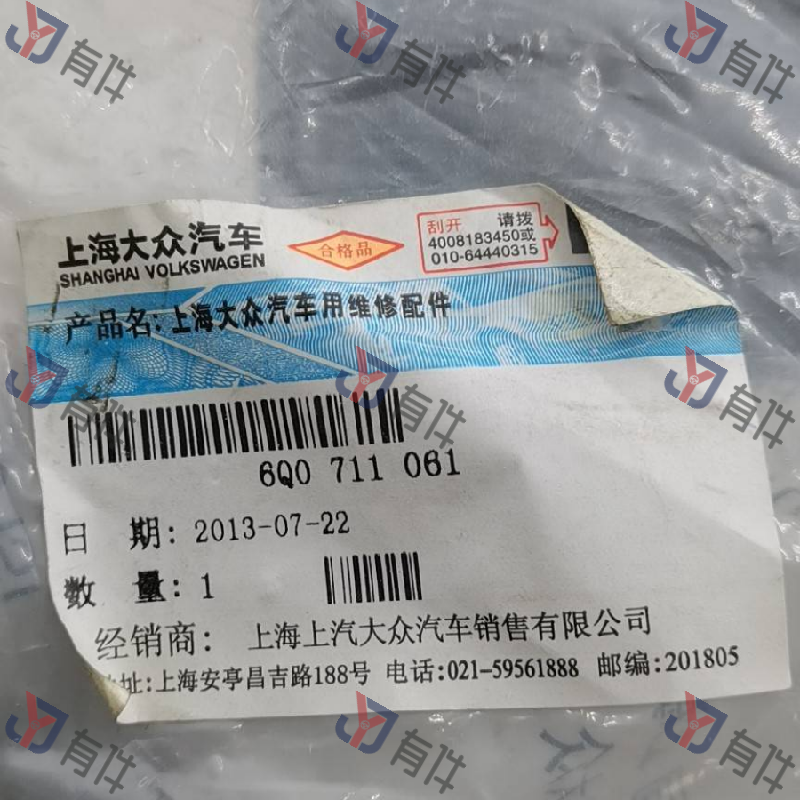 上海大众汽车
SHANGHAI VOLKSWAGEN
合格品
刮开 请拨
4008183450或
010-64440315
产品名:上海大众汽车用维修配件
6Q0 711 061
日 期: 2013-07-22
数 量: 1
经销商: 上海上汽大众汽车销售有限公司
址:上海安亭昌吉路188号 电话:021-59561888 邮编:201805
有件
有件
有件
有件
有件
有件
有件
有件
有件